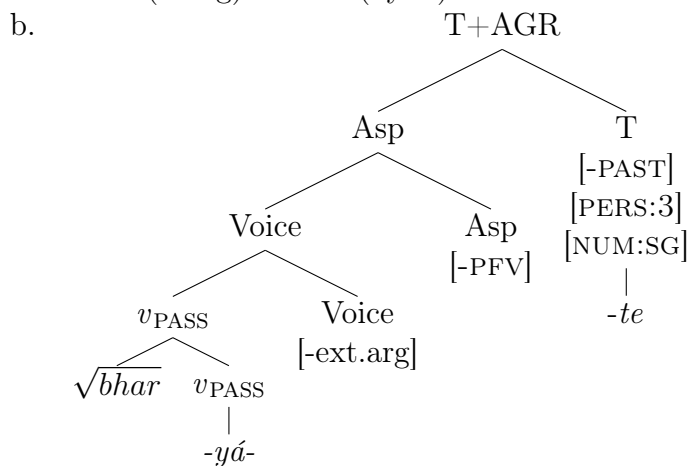 b. T+AGR
Asp T
[-PAST]
Voice Asp [PERS:3]
[-PFV] [NUM:SG]
vPASS Voice -te
[-ext.arg]
√bhar vPASS
-yá-